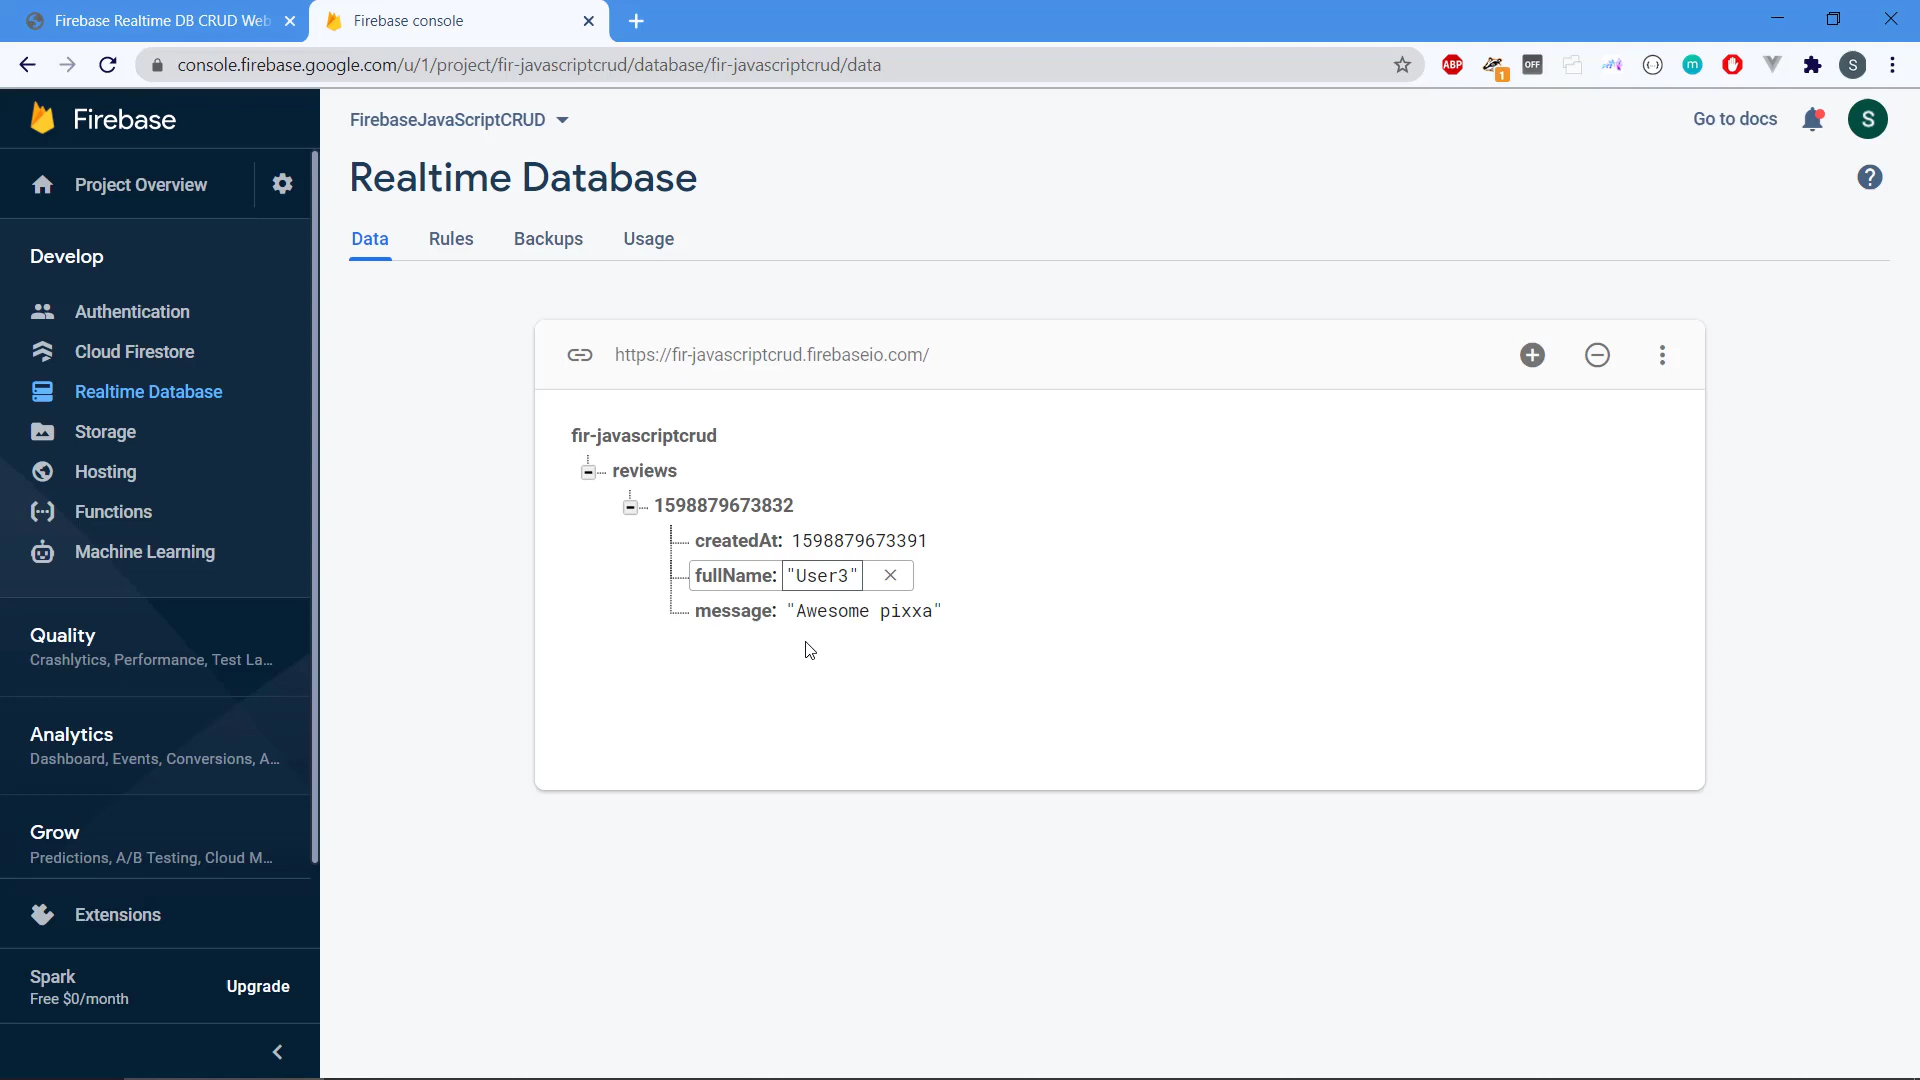 Firebase Realtime DB CRUD Web
Firebase console
console.firebase.google.com/u/1/project/fir-javascriptcrud/database/fir-javascriptcrud/data
ABP
1
OFF
m
S
Firebase
FirebaseJavaScriptCRUD
Go to docs
S
Project Overview
Realtime Database
?
Data
Rules
Backups
Usage
Develop
Authentication
Cloud Firestore
Realtime Database
Storage
Hosting
Functions
Machine Learning
https://fir-javascriptcrud.firebaseio.com/
fir-javascriptcrud
reviews
1598879673832
createdAt: 1598879673391
fullName: "User3"
message: "Awesome pixxa"
Quality
Crashlytics, Performance, Test La...
Analytics
Dashboard, Events, Conversions, A...
Grow
Predictions, A/B Testing, Cloud M...
Extensions
Spark
Free $0/month
Upgrade